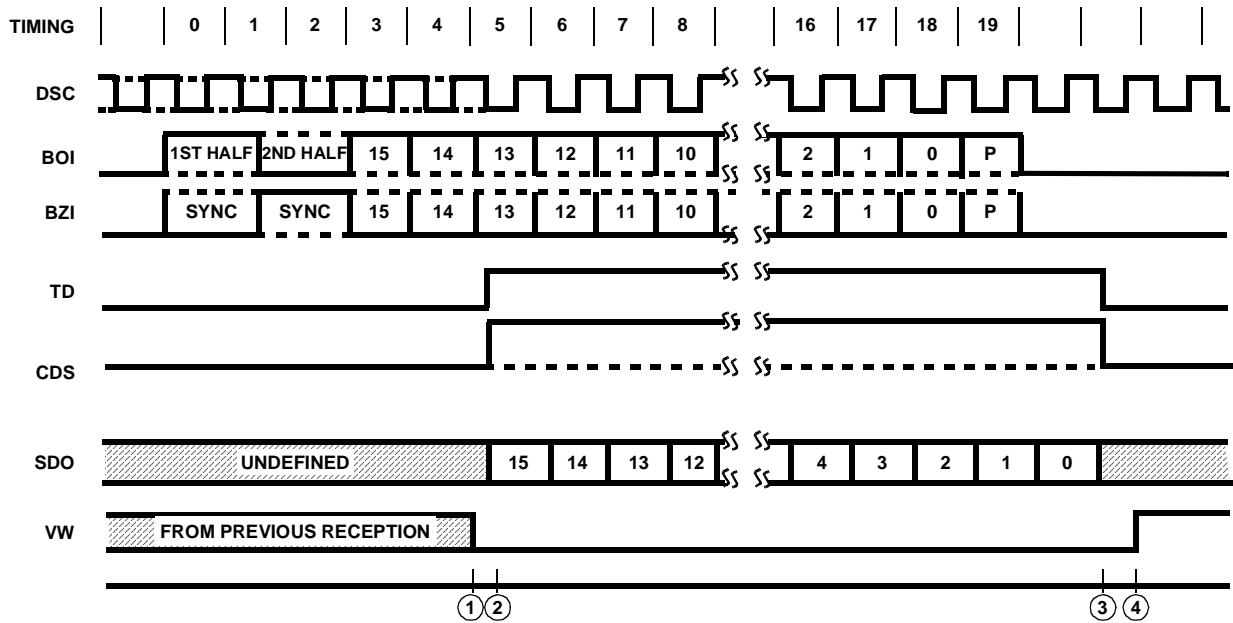 TIMING 0 1 2 3 4 5 6 7 8 16 17 18 19
DSC
BOI 1ST HALF 2ND HALF 15 14 13 12 11 10 2 1 0 P
BZI SYNC SYNC 15 14 13 12 11 10 2 1 0 P
TD
CDS
SDO UNDEFINED 15 14 13 12 4 3 2 1 0
VW FROM PREVIOUS RECEPTION
1 2 3 4